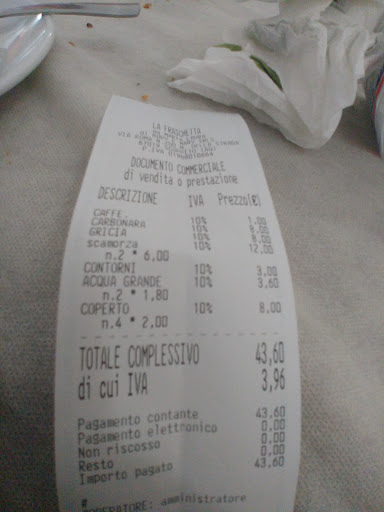 LA FRASCHETTA
VIA ROMA
DOCUMENTO COMMERCIALE
di vendita o prestazione
DESCRIZIONE IVA Prezzo(€)
CAFFE. 10% 1,00
CARBONARA 10% 8,00
GRICIA 10% 8,00
scamorza 10% 12,00
n.2 * 6,00
CONTORNI 10% 3,00
ACQUA GRANDE 10% 3,60
n.2 * 1,80
COPERTO 10% 8,00
n.4 * 2,00
TOTALE COMPLESSIVO 43,60
di cui IVA 3,96
Pagamento contante 43,60
Pagamento elettronico 0,00
Non riscosso 0,00
Resto 0,00
Importo pagato 43,60
#
OPERATORE: amministratore